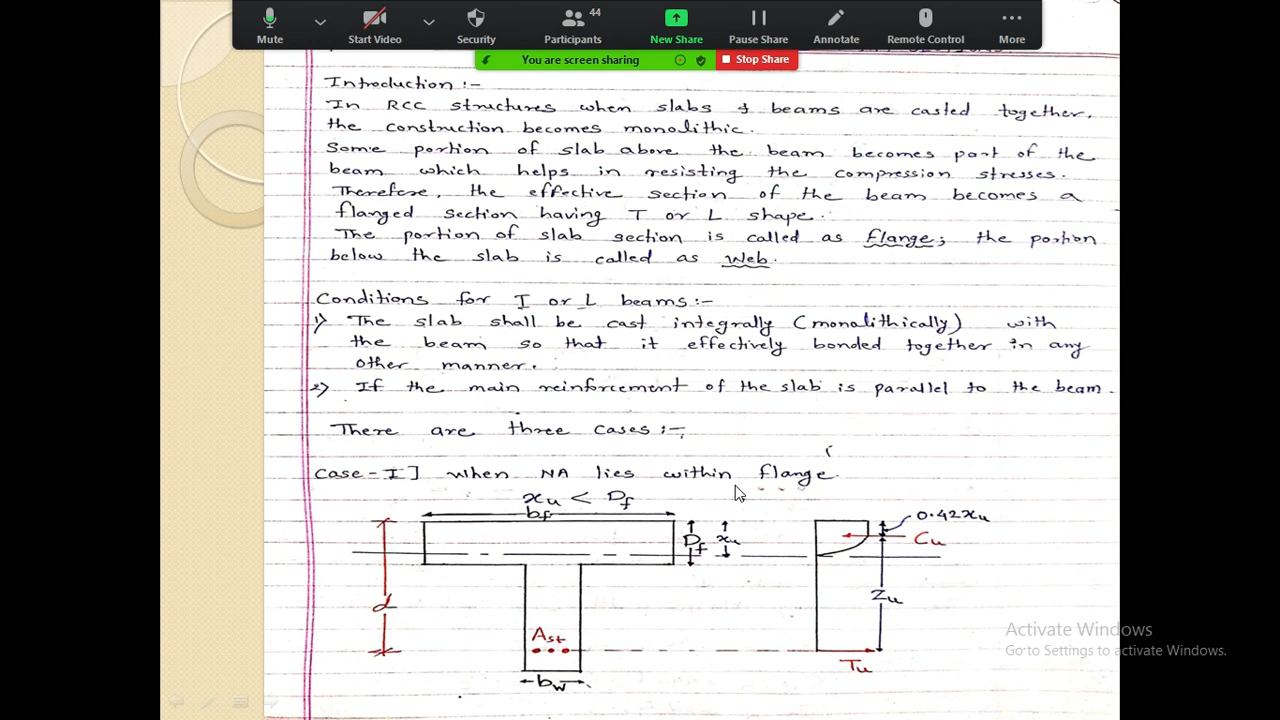 44
Mute
Start Video
Security
Participants
New Share
Pause Share
Annotate
Remote Control
More
You are screen sharing
Stop Share
Introduction :-
In RCC structures when slabs & beams are casted together,
the construction becomes monolithic.
Some portion of slab above the beam becomes part of the
beam which helps in resisting the compression stresses.
Therefore, the effective section of the beam becomes a
flanged section having T or L shape.
The portion of slab section is called as flange; the portion
below the slab is called as Web.
Conditions for T or L beams :-
1) The slab shall be cast integrally (monalithically) with
the beam so that it effectively bonded together in any
other manner.
2) If the main reinforcement of the slab is parallel to the beam.
There are three cases :-
Case - I] When NA lies within flange.
xu < Df
bf
Df
xu
0.42xu
Cu
d
Zu
Ast
Tu
bw
Activate Windows
Go to Settings to activate Windows.